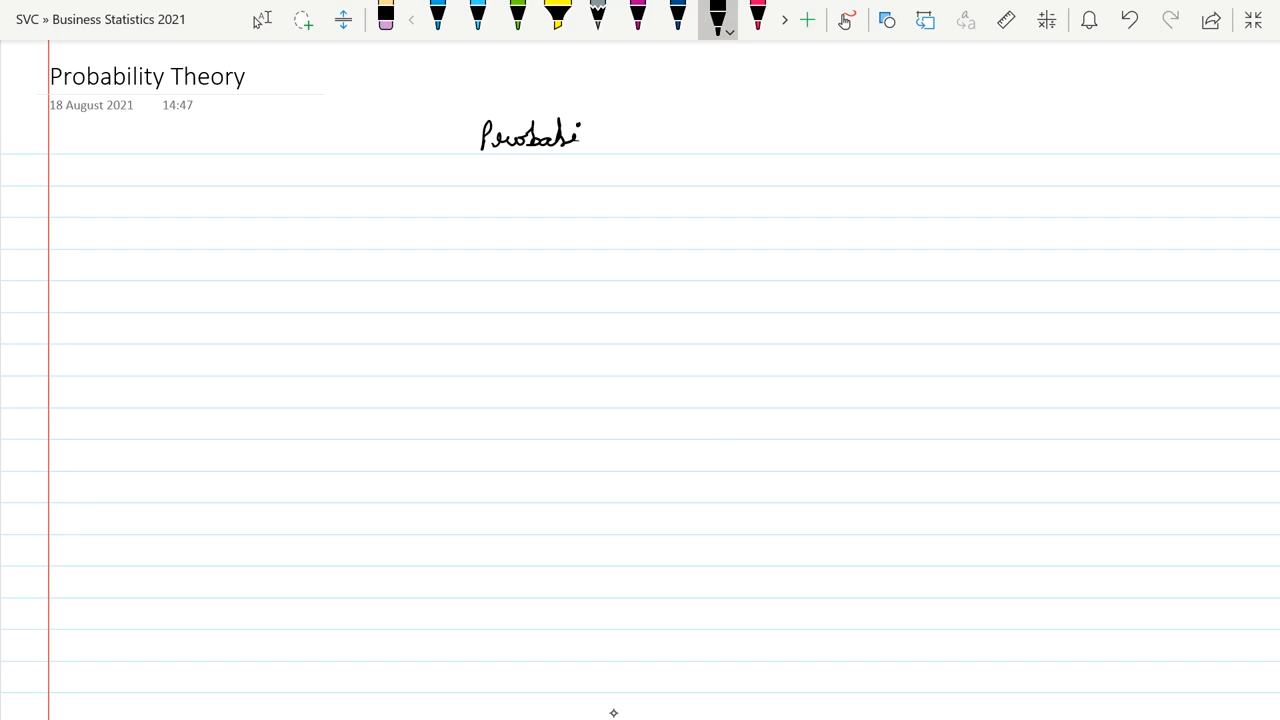 SVC » Business Statistics 2021
Probability Theory
18 August 2021 14:47
Probabi